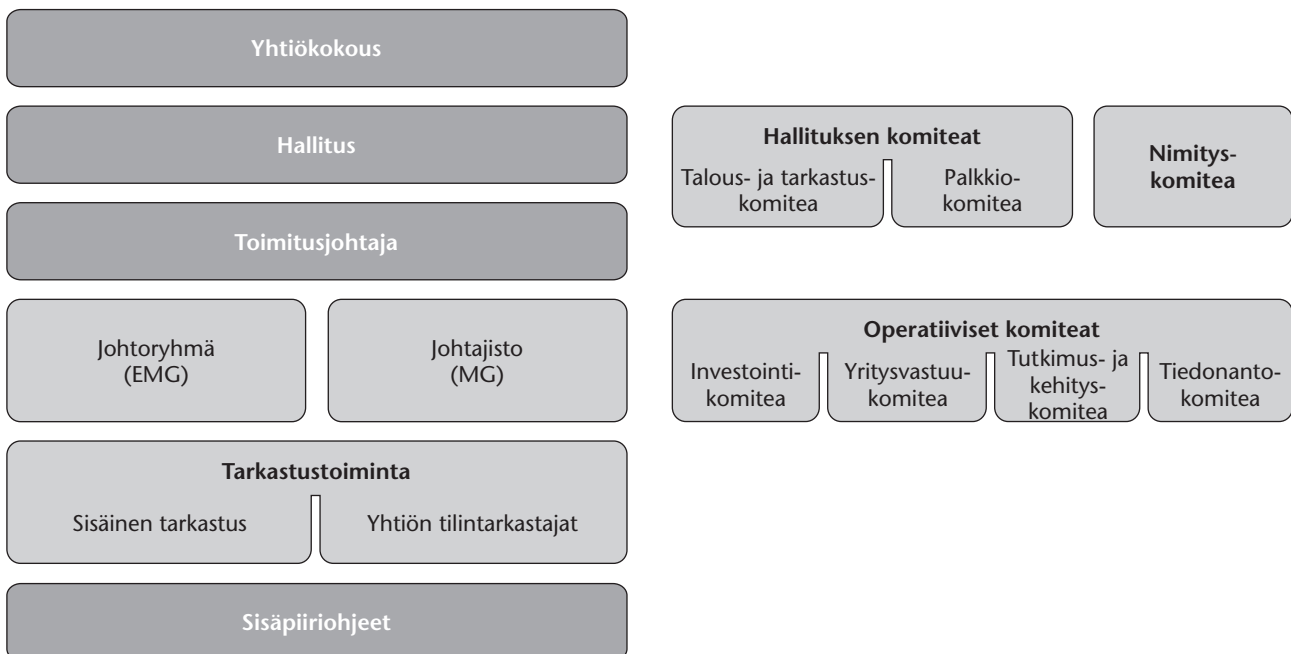 Yhtiökokous
Hallitus
Toimitusjohtaja
Johtoryhmä
(EMG)
Johtajisto
(MG)
Tarkastustoiminta
Sisäinen tarkastus
Yhtiön tilintarkastajat
Sisäpiiriohjeet
Hallituksen komiteat
Talous- ja tarkastus-
komitea
Palkkio-
komitea
Nimitys-
komitea
Operatiiviset komiteat
Investointi-
komitea
Yritysvastuu-
komitea
Tutkimus- ja
kehitys-
komitea
Tiedonanto-
komitea